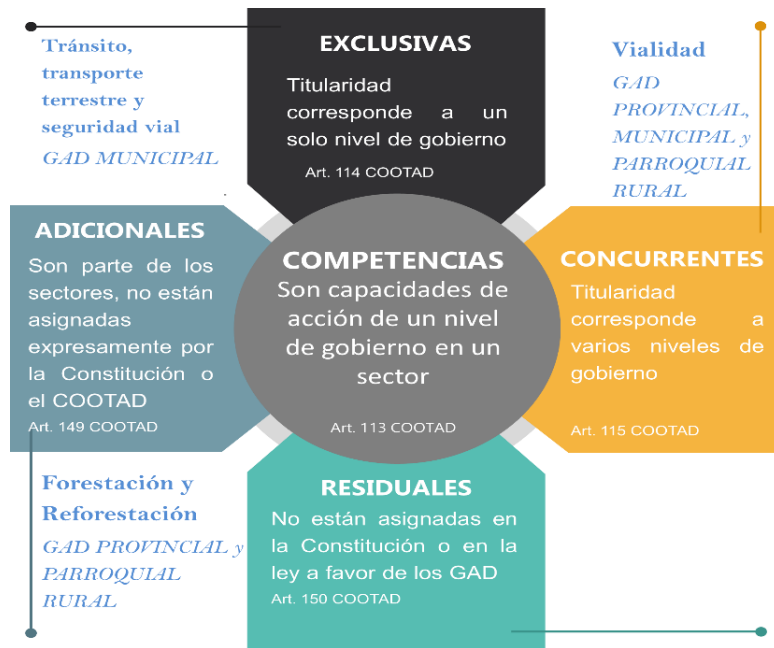 Tránsito,
transporte
terrestre y
seguridad vial
GAD MUNICIPAL
EXCLUSIVAS
Titularidad
corresponde a un
solo nivel de gobierno
Art. 114 COOTAD
Vialidad
GAD
PROVINCIAL,
MUNICIPAL y
PARROQUIAL
RURAL
ADICIONALES
Son parte de los
sectores, no están
asignadas
expresamente por
la Constitución o
el COOTAD
Art. 149 COOTAD
COMPETENCIAS
Son capacidades de
acción de un nivel
de gobierno en un
sector
Art. 113 COOTAD
CONCURRENTES
Titularidad
corresponde a
varios niveles de
gobierno
Art. 115 COOTAD
Forestación y
Reforestación
GAD PROVINCIAL y
PARROQUIAL
RURAL
RESIDUALES
No están asignadas en
la Constitución o en la
ley a favor de los GAD
Art. 150 COOTAD